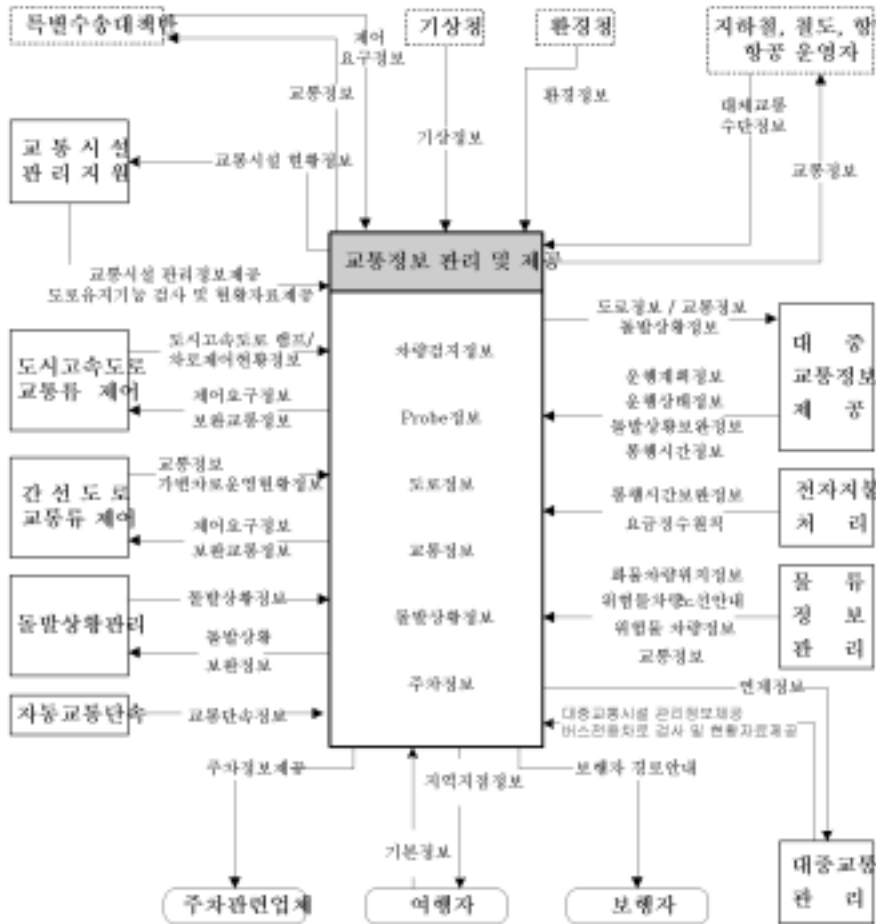 특별수송대책반
제어
요구정보
기상청
환경청
지하철, 철도, 항
항공 운영자
교통정보
기상정보
환경정보
대체교통
수단정보
교통정보
교 통 시 설
관 리 지 원
교통시설 현황정보
교통정보 관리 및 제공
교통시설 관리정보제공
도로유지기능 검사 및 현황자료제공
도로정보 / 교통정보
돌발상황정보
대 중
교통정보
제 공
도시고속도로
교통류 제어
도시고속도로 램프/
차로제어현황정보
제어요구정보
보완교통정보
차량검지정보
Probe정보
도로정보
교통정보
돌발상황정보
주차정보
운행계획정보
운행상태정보
돌발상황보완정보
통행시간정보
간 선 도 로
교통류 제어
교통정보
가변차로운영현황정보
제어요구정보
보완교통정보
통행시간보완정보
요금징수원칙
전자지불
처 리
돌발상황관리
돌발상황정보
돌발상황
보완정보
화물차량위치정보
위험물차량노선안내
위험물 차량정보
교통정보
물 류
정 보
관 리
자동교통단속
교통단속정보
연계정보
대중교통시설 관리정보제공
버스전용차로 검사 및 현황자료제공
주차정보제공
지역지점정보
보행자 경로안내
기본정보
주차관련업체
여행자
보행자
대중교통
관 리